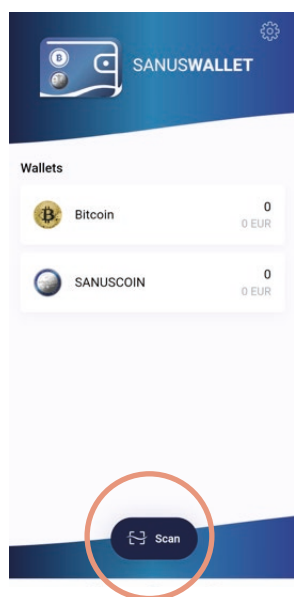 SANUSWALLET
Wallets
Bitcoin
0
0 EUR
SANUSCOIN
0
0 EUR
Scan